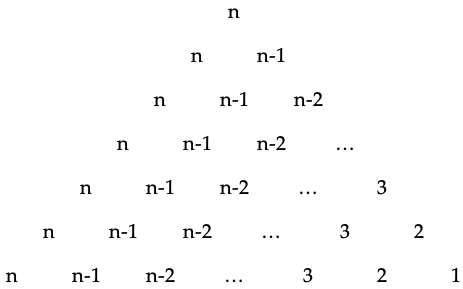 n
n n-1
n n-1 n-2
n n-1 n-2 …
n n-1 n-2 … 3
n n-1 n-2 … 3 2
n n-1 n-2 … 3 2 1